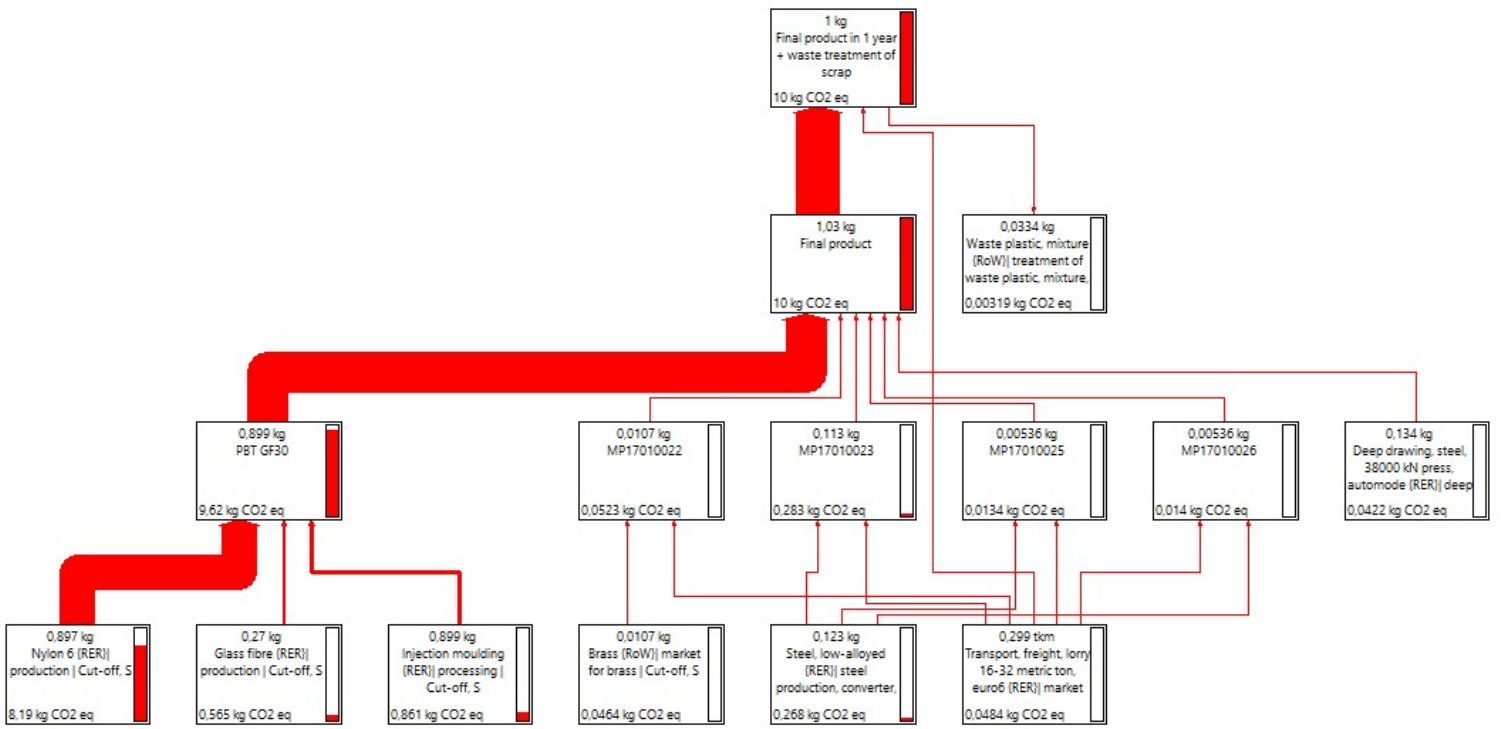 1 kg
Final product in 1 year
+ waste treatment of
scrap
10 kg CO2 eq
1,03 kg
Final product
10 kg CO2 eq
0,0334 kg
Waste plastic, mixture
{RoW}| treatment of
waste plastic, mixture,
0,00319 kg CO2 eq
0,899 kg
PBT GF30
9,62 kg CO2 eq
0,0107 kg
MP17010022
0,0523 kg CO2 eq
0,113 kg
MP17010023
0,283 kg CO2 eq
0,00536 kg
MP17010025
0,0134 kg CO2 eq
0,00536 kg
MP17010026
0,014 kg CO2 eq
0,134 kg
Deep drawing, steel,
38000 kN press,
automode {RER}| deep
0,0422 kg CO2 eq
0,897 kg
Nylon 6 {RER}|
production | Cut-off, S
8,19 kg CO2 eq
0,27 kg
Glass fibre {RER}|
production | Cut-off, S
0,565 kg CO2 eq
0,899 kg
Injection moulding
{RER}| processing |
Cut-off, S
0,861 kg CO2 eq
0,0107 kg
Brass {RoW}| market
for brass | Cut-off, S
0,0464 kg CO2 eq
0,123 kg
Steel, low-alloyed
{RER}| steel
production, converter,
0,268 kg CO2 eq
0,299 tkm
Transport, freight, lorry
16-32 metric ton,
euro6 {RER}| market
0,0484 kg CO2 eq